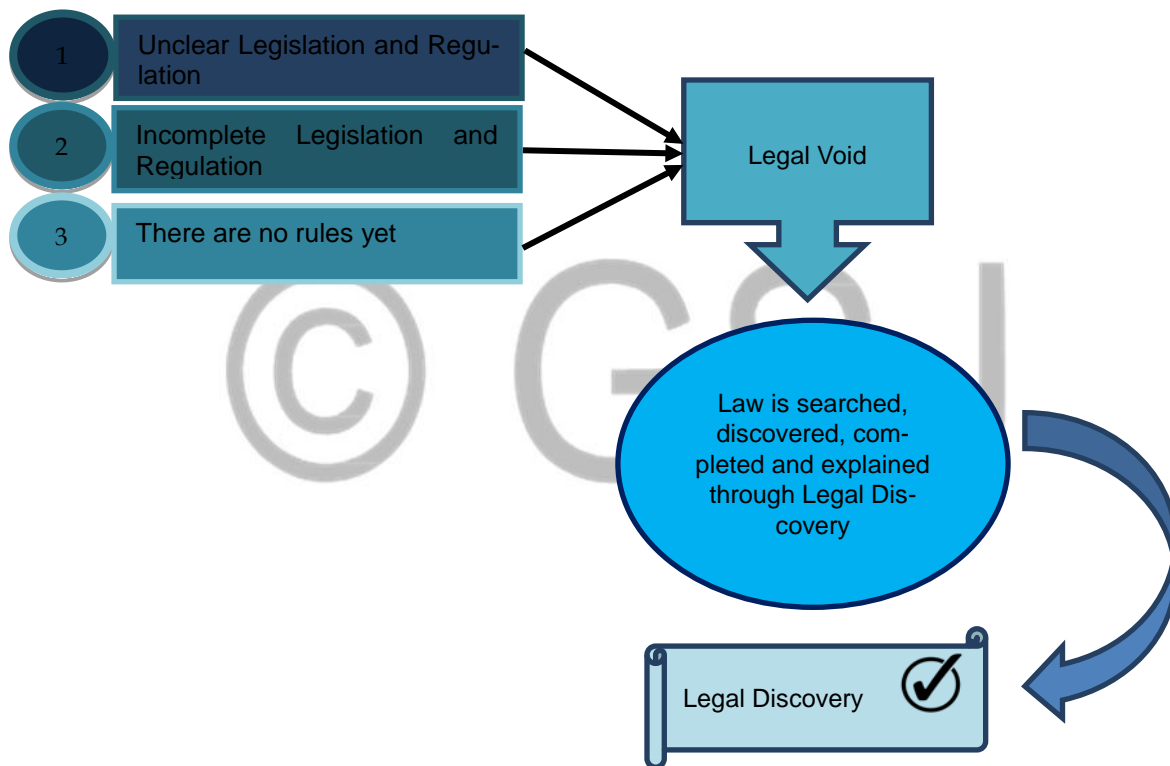 1
Unclear Legislation and Regu-
lation
2
Incomplete Legislation and
Regulation
3
There are no rules yet
Legal Void
Law is searched,
discovered, com-
pleted and explained
through Legal Dis-
covery
Legal Discovery
© GSJ